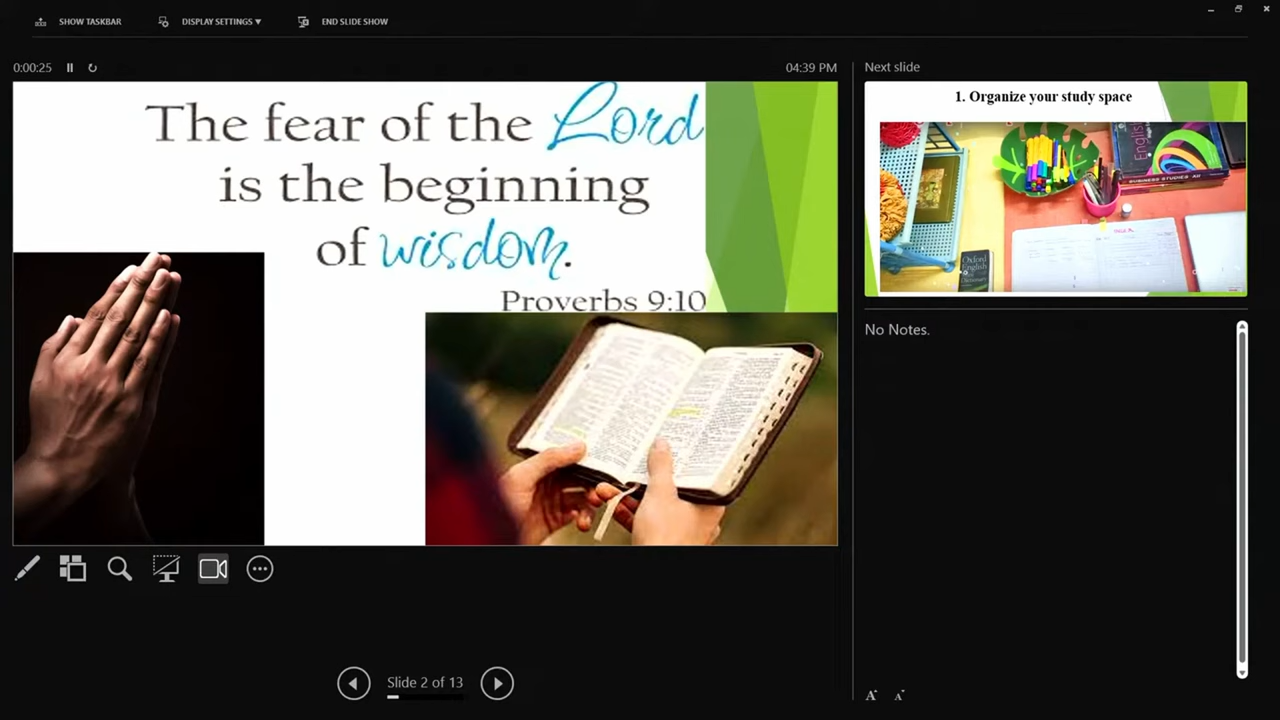 SHOW TASKBAR
DISPLAY SETTINGS ▾
END SLIDE SHOW
0:00:25
04:39 PM
The fear of the Lord
is the beginning
of wisdom.
Proverbs 9:10
Next slide
1. Organize your study space
English
BUSINESS STUDIES
Oxford
English
Dictionary
No Notes.
Slide 2 of 13
A
A